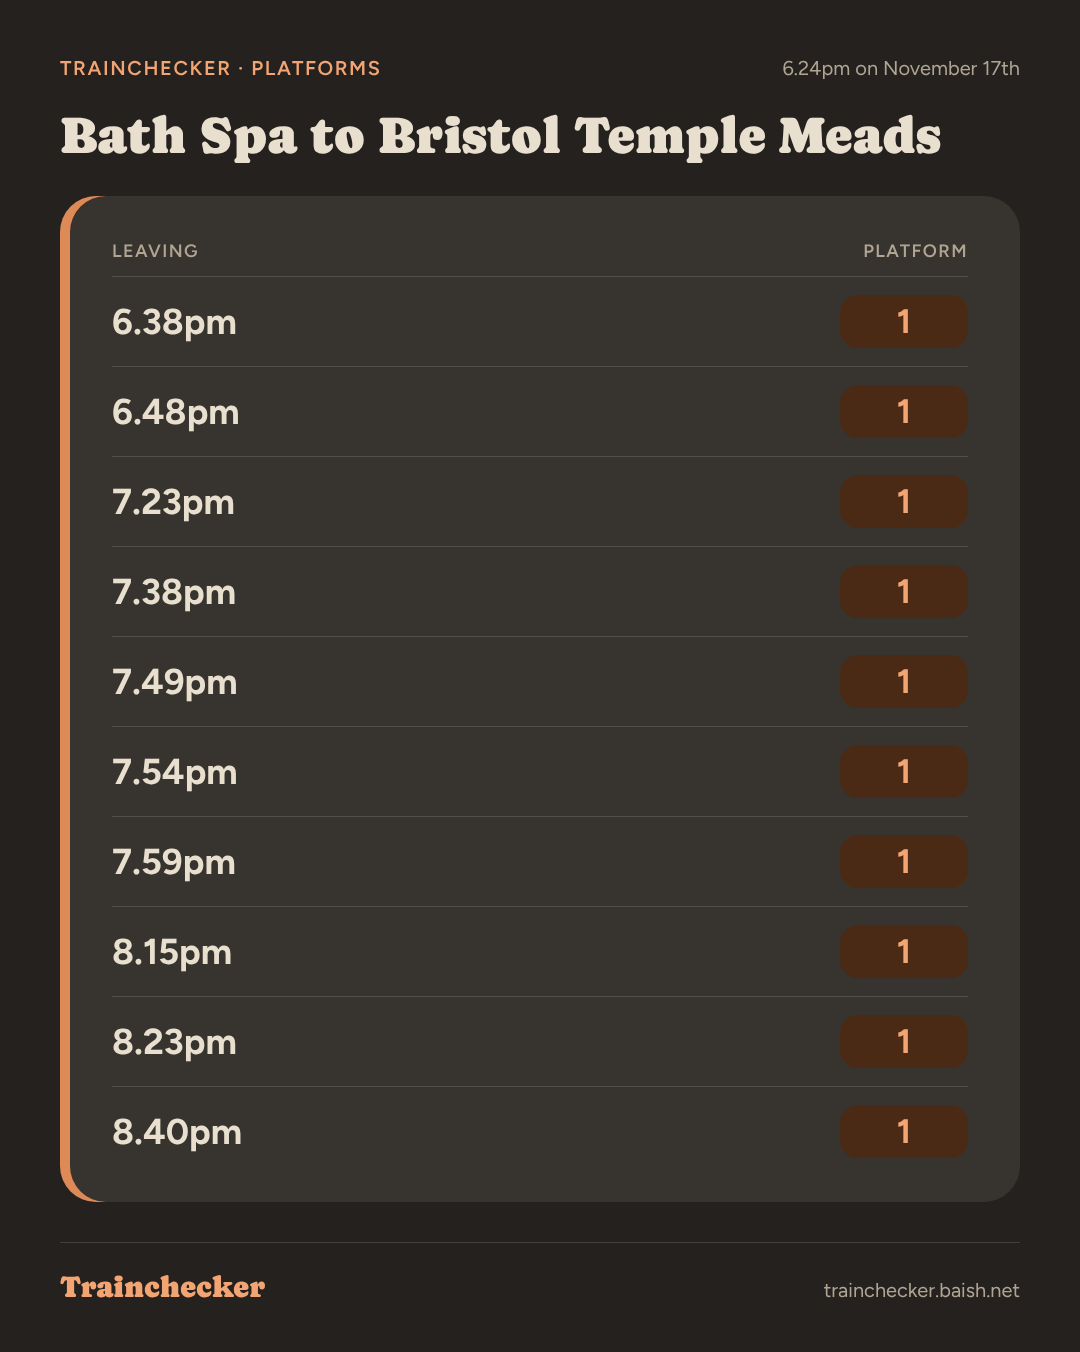 TRAINCHECKER · PLATFORMS
6.24pm on November 17th
Bath Spa to Bristol Temple Meads
LEAVING PLATFORM
6.38pm 1
6.48pm 1
7.23pm 1
7.38pm 1
7.49pm 1
7.54pm 1
7.59pm 1
8.15pm 1
8.23pm 1
8.40pm 1
Trainchecker
trainchecker.baish.net